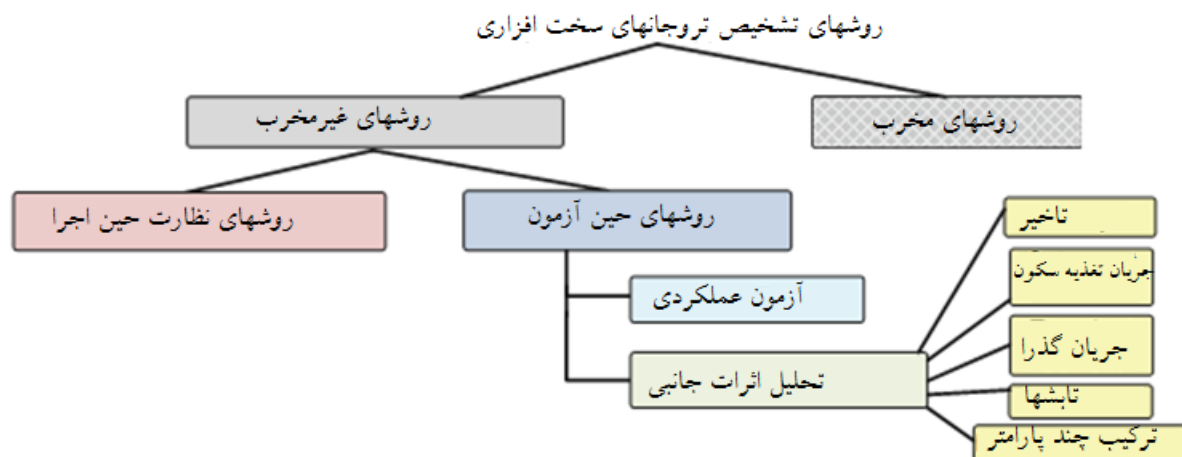 روشهای تشخیص تروجانهای سخت افزاری
روشهای مخرب
روشهای غیرمخرب
روشهای حین آزمون
روشهای نظارت حین اجرا
آزمون عملکردی
تحلیل اثرات جانبی
تاخیر
جریان تغذیه سکون
جریان گذرا
تابشها
ترکیب چند پارامتر